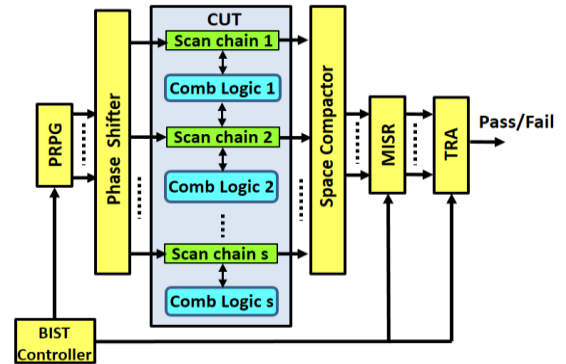 CUT
Scan chain 1
Comb Logic 1
Scan chain 2
Comb Logic 2
Scan chain s
Comb Logic s
PRPG
Phase Shifter
Space Compactor
MISR
TRA
Pass/Fail
BIST
Controller